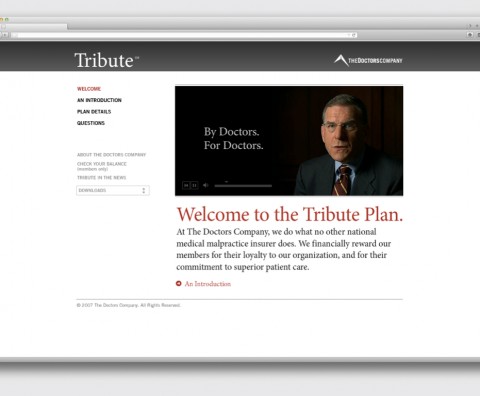 Tribute
THE DOCTORS COMPANY
WELCOME
AN INTRODUCTION
PLAN DETAILS
QUESTIONS
ABOUT THE DOCTORS COMPANY
CHECK YOUR BALANCE
(members only)
TRIBUTE IN THE NEWS
DOWNLOADS
By Doctors.
For Doctors.
Welcome to the Tribute Plan.
At The Doctors Company, we do what no other national
medical malpractice insurer does. We financially reward our
members for their loyalty to our organization, and for their
commitment to superior patient care.
An Introduction
© 2007 The Doctors Company. All Rights Reserved.